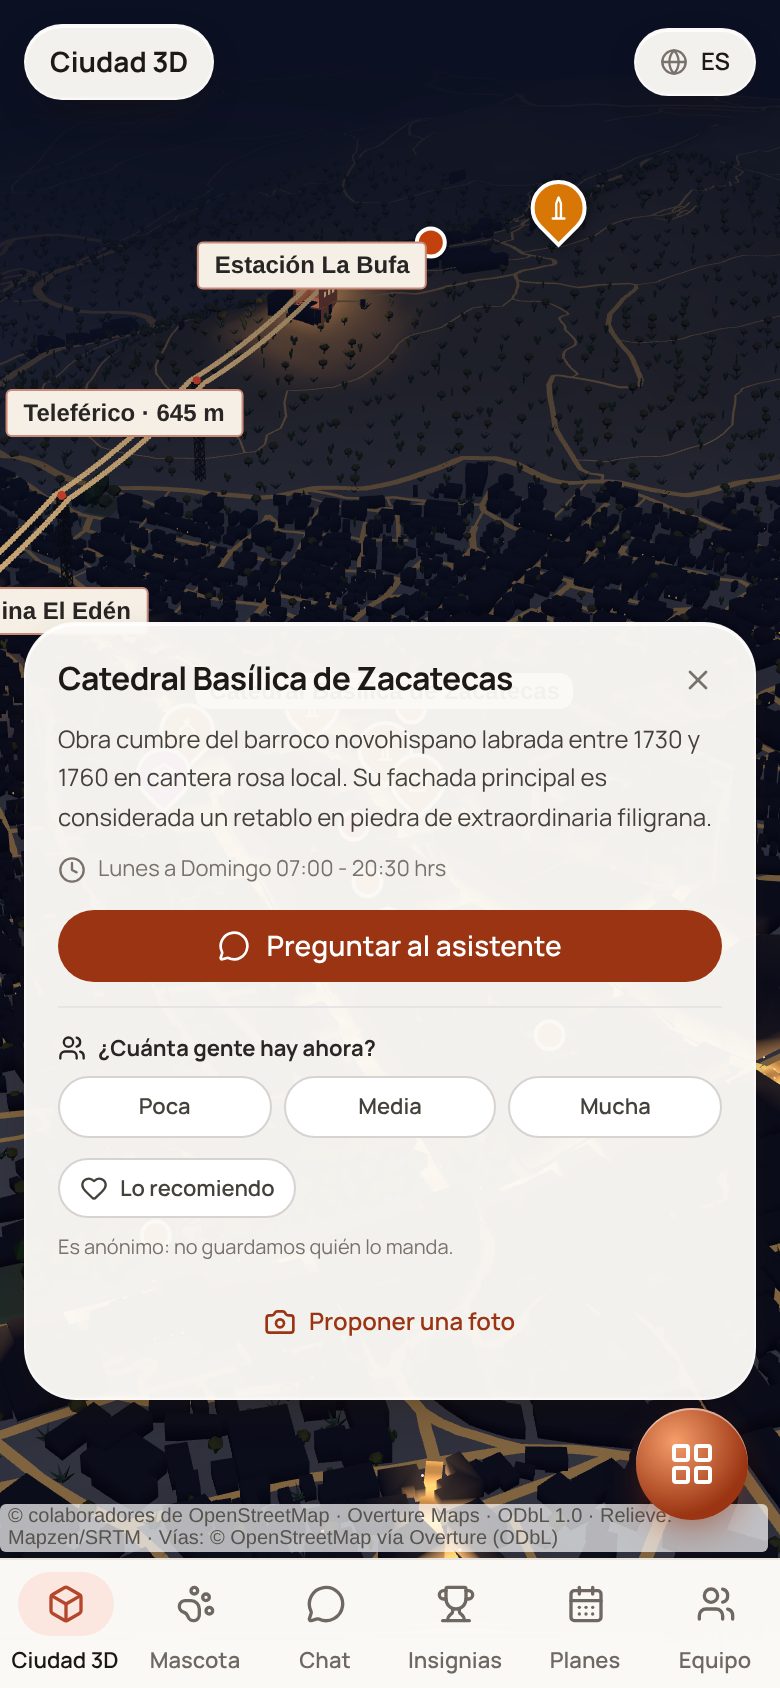 Ciudad 3D
ES
Estación La Bufa
Teleférico · 645 m
ina El Edén
Catedral Basílica de Zacatecas
Catedral Basílica de Zacatecas
Obra cumbre del barroco novohispano labrada entre 1730 y
1760 en cantera rosa local. Su fachada principal es
considerada un retablo en piedra de extraordinaria filigrana.
Lunes a Domingo 07:00 - 20:30 hrs
Preguntar al asistente
¿Cuánta gente hay ahora?
Poca
Media
Mucha
Lo recomiendo
Es anónimo: no guardamos quién lo manda.
Proponer una foto
© colaboradores de OpenStreetMap · Overture Maps · ODbL 1.0 · Relieve:
Mapzen/SRTM · Vías: © OpenStreetMap vía Overture (ODbL)
Ciudad 3D
Mascota
Chat
Insignias
Planes
Equipo